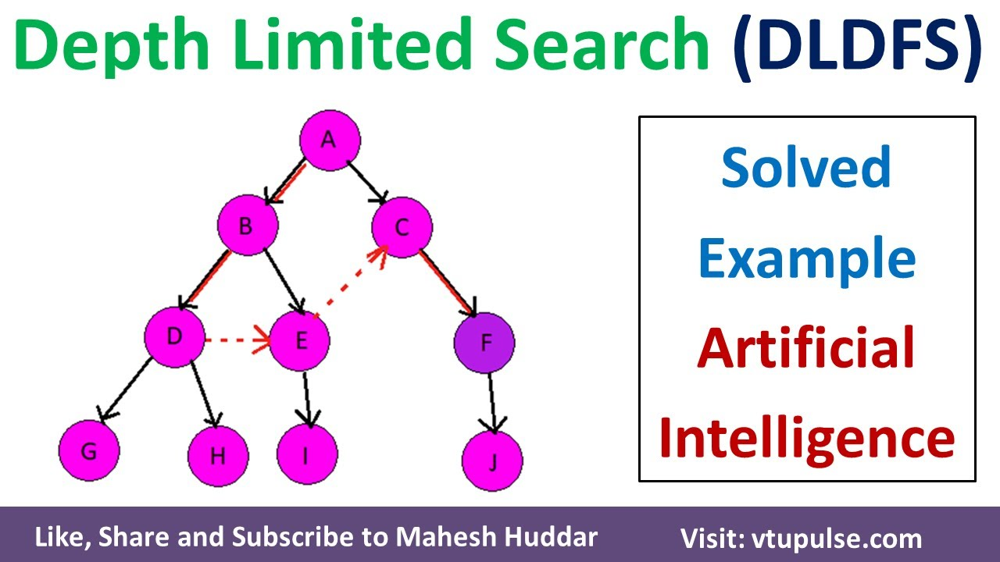 Depth Limited Search (DLDFS)
A
B
C
D
E
F
G
H
I
J
Solved
Example
Artificial
Intelligence
Like, Share and Subscribe to Mahesh Huddar
Visit: vtupulse.com